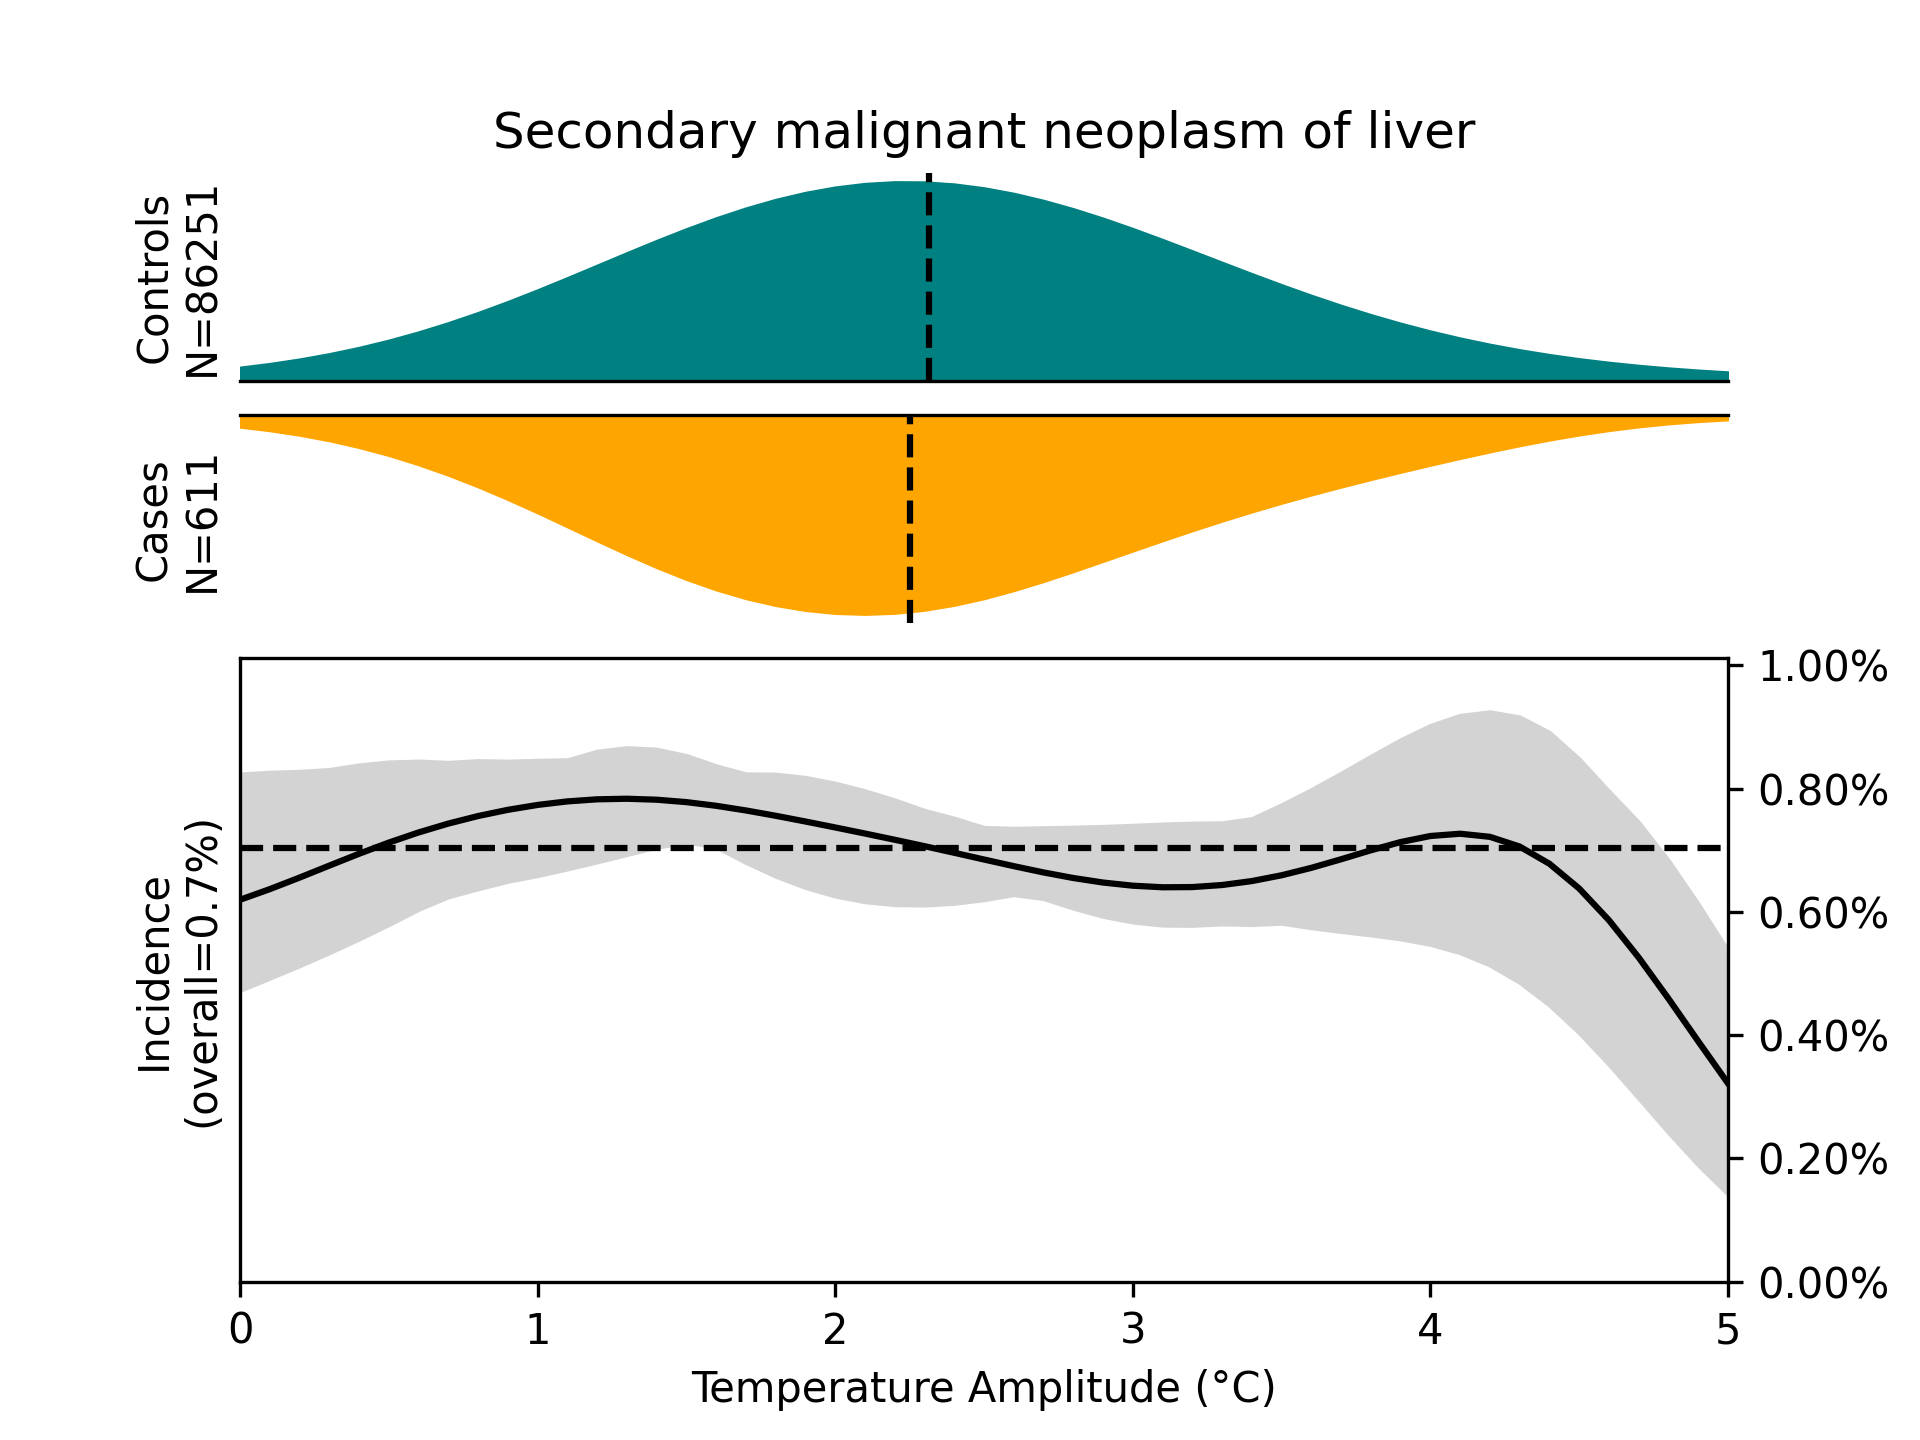 Secondary malignant neoplasm of liver
Controls
N=86251
Cases
N=611
Incidence
(overall=0.7%)
1.00%
0.80%
0.60%
0.40%
0.20%
0.00%
0 1 2 3 4 5
Temperature Amplitude (°C)